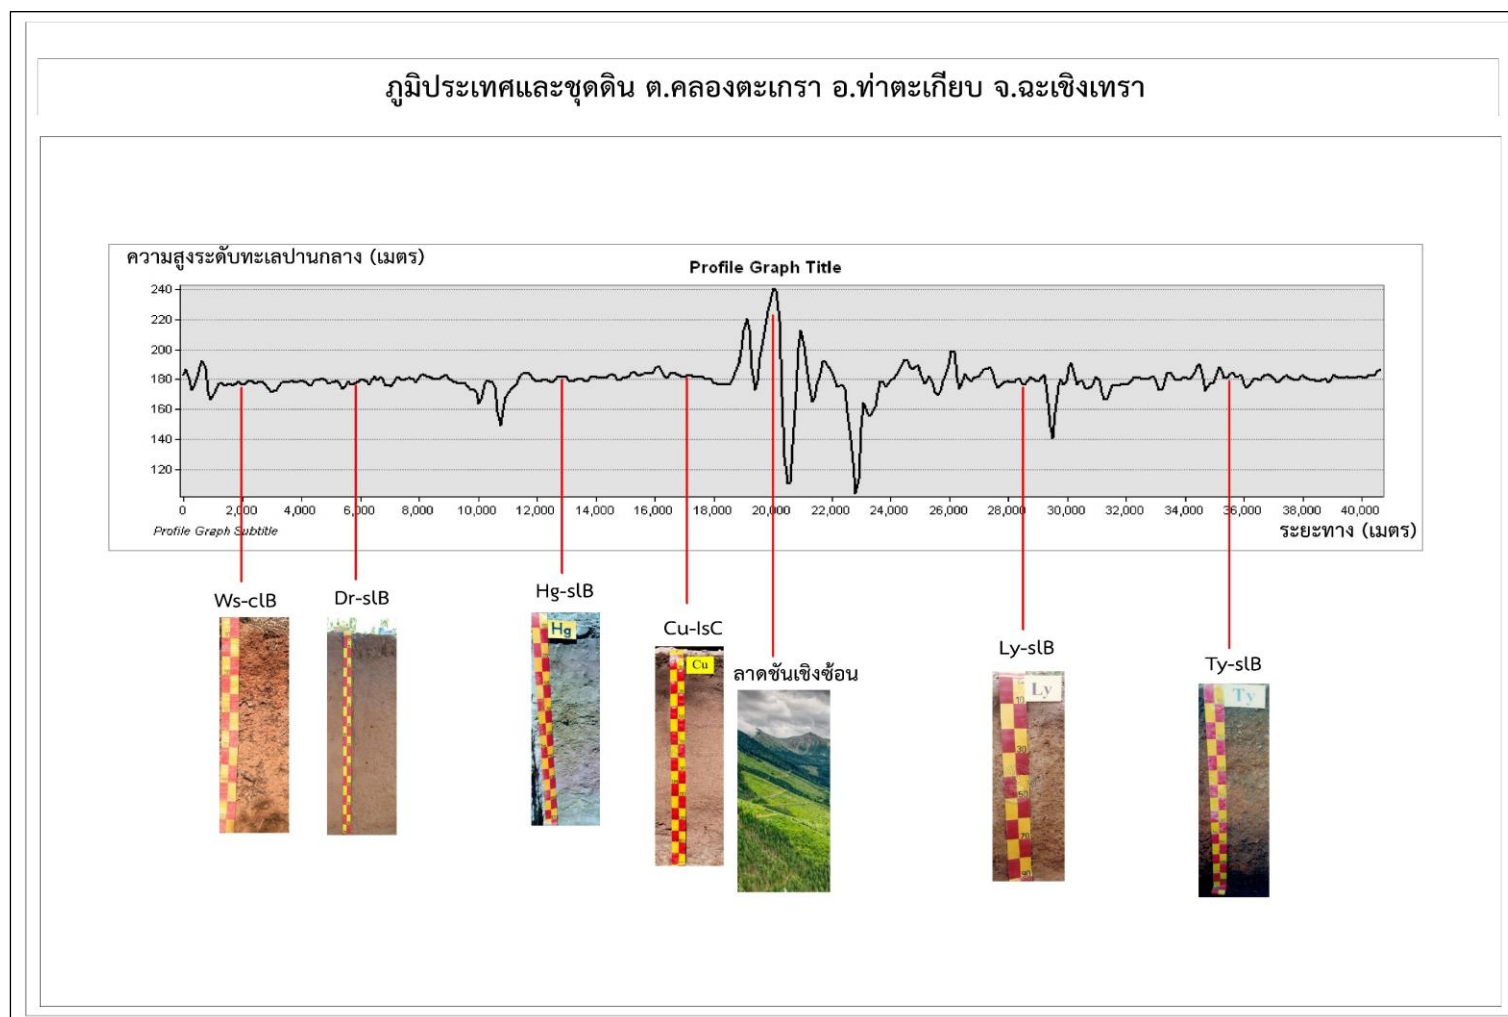 ภูมิประเทศและชุดดิน ต.คลองตะเกรา อ.ท่าตะเกียบ จ.ฉะเชิงเทรา
ความสูงระดับทะเลปานกลาง (เมตร)
Profile Graph Title
240
220
200
180
160
140
120
0 2,000 4,000 6,000 8,000 10,000 12,000 14,000 16,000 18,000 20,000 22,000 24,000 26,000 28,000 30,000 32,000 34,000 36,000 38,000 40,000
Profile Graph Subtitle
ระยะทาง (เมตร)
Ws-clB
Dr-slB
Hg-slB
Cu-lsC
ลาดชันเชิงซ้อน
Ly-slB
Ty-slB
Hg
Cu
Ly
Ty